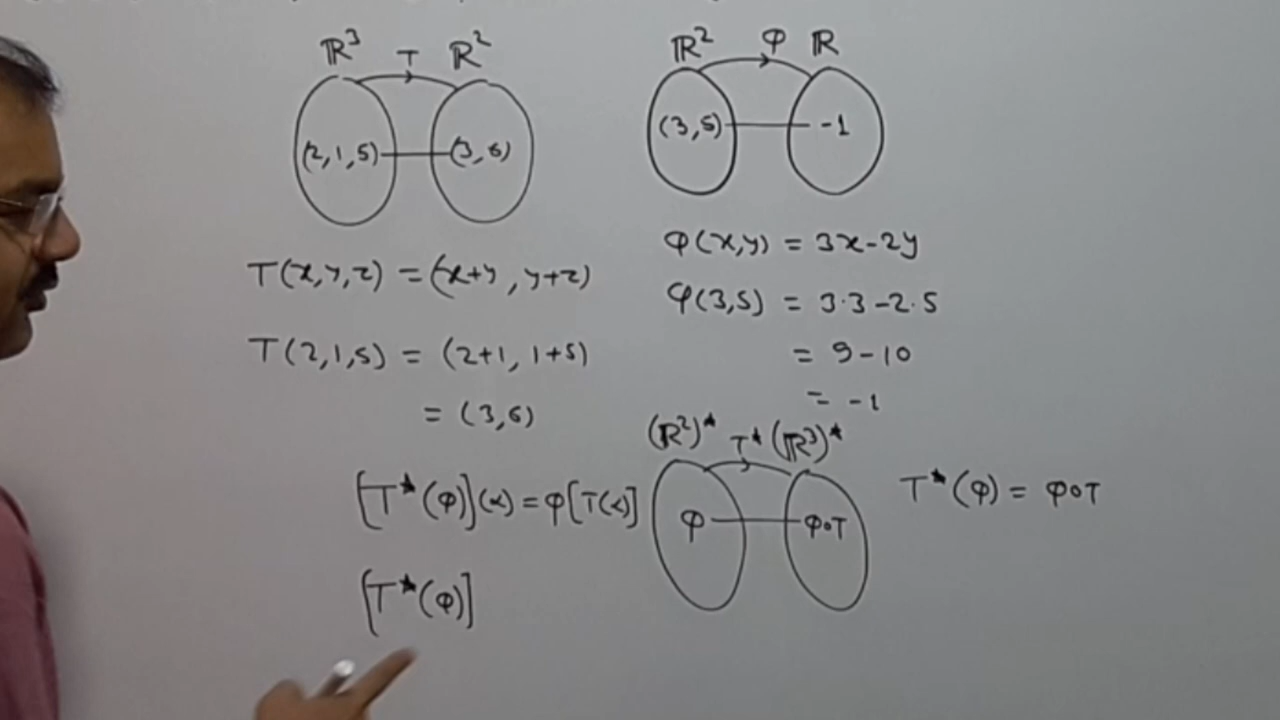 ℝ³ T ℝ²
(2,1,5) (3,6)
T(x,y,z) = (x+y, y+z)
T(2,1,5) = (2+1, 1+5)
= (3,6)
ℝ² φ ℝ
(3,5) -1
φ(x,y) = 3x-2y
φ(3,5) = 3·3-2·5
= 9-10
= -1
(ℝ²)* T* (ℝ³)*
φ φ∘T
T*(φ) = φ∘T
[T*(φ)](α) = φ[T(α)]
[T*(φ)]